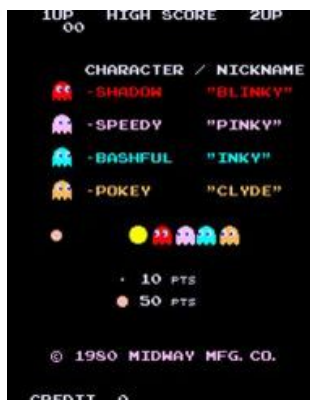 1UP HIGH SCORE 2UP
00
CHARACTER / NICKNAME
-SHADOW "BLINKY"
-SPEEDY "PINKY"
-BASHFUL "INKY"
-POKEY "CLYDE"
10 PTS
50 PTS
© 1980 MIDWAY MFG. CO.
CREDIT 0